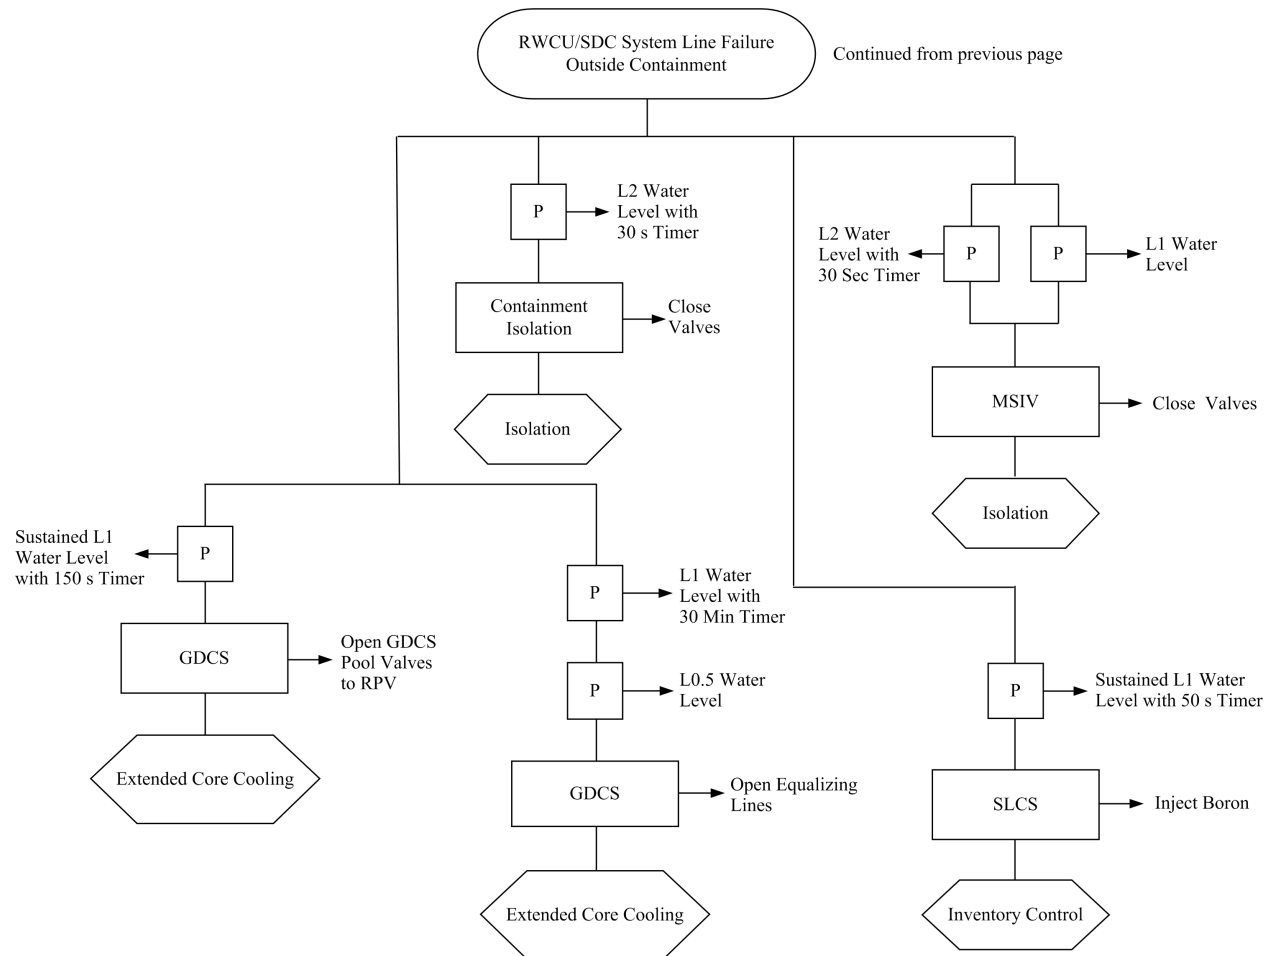 RWCU/SDC System Line Failure
Outside Containment
Continued from previous page
P
L2 Water
Level with
30 s Timer
Containment
Isolation
Close
Valves
Isolation
L2 Water
Level with
30 Sec Timer
P
P
L1 Water
Level
MSIV
Close Valves
Isolation
Sustained L1
Water Level
with 150 s Timer
P
GDCS
Open GDCS
Pool Valves
to RPV
Extended Core Cooling
P
L1 Water
Level with
30 Min Timer
P
L0.5 Water
Level
GDCS
Open Equalizing
Lines
Extended Core Cooling
P
Sustained L1 Water
Level with 50 s Timer
SLCS
Inject Boron
Inventory Control